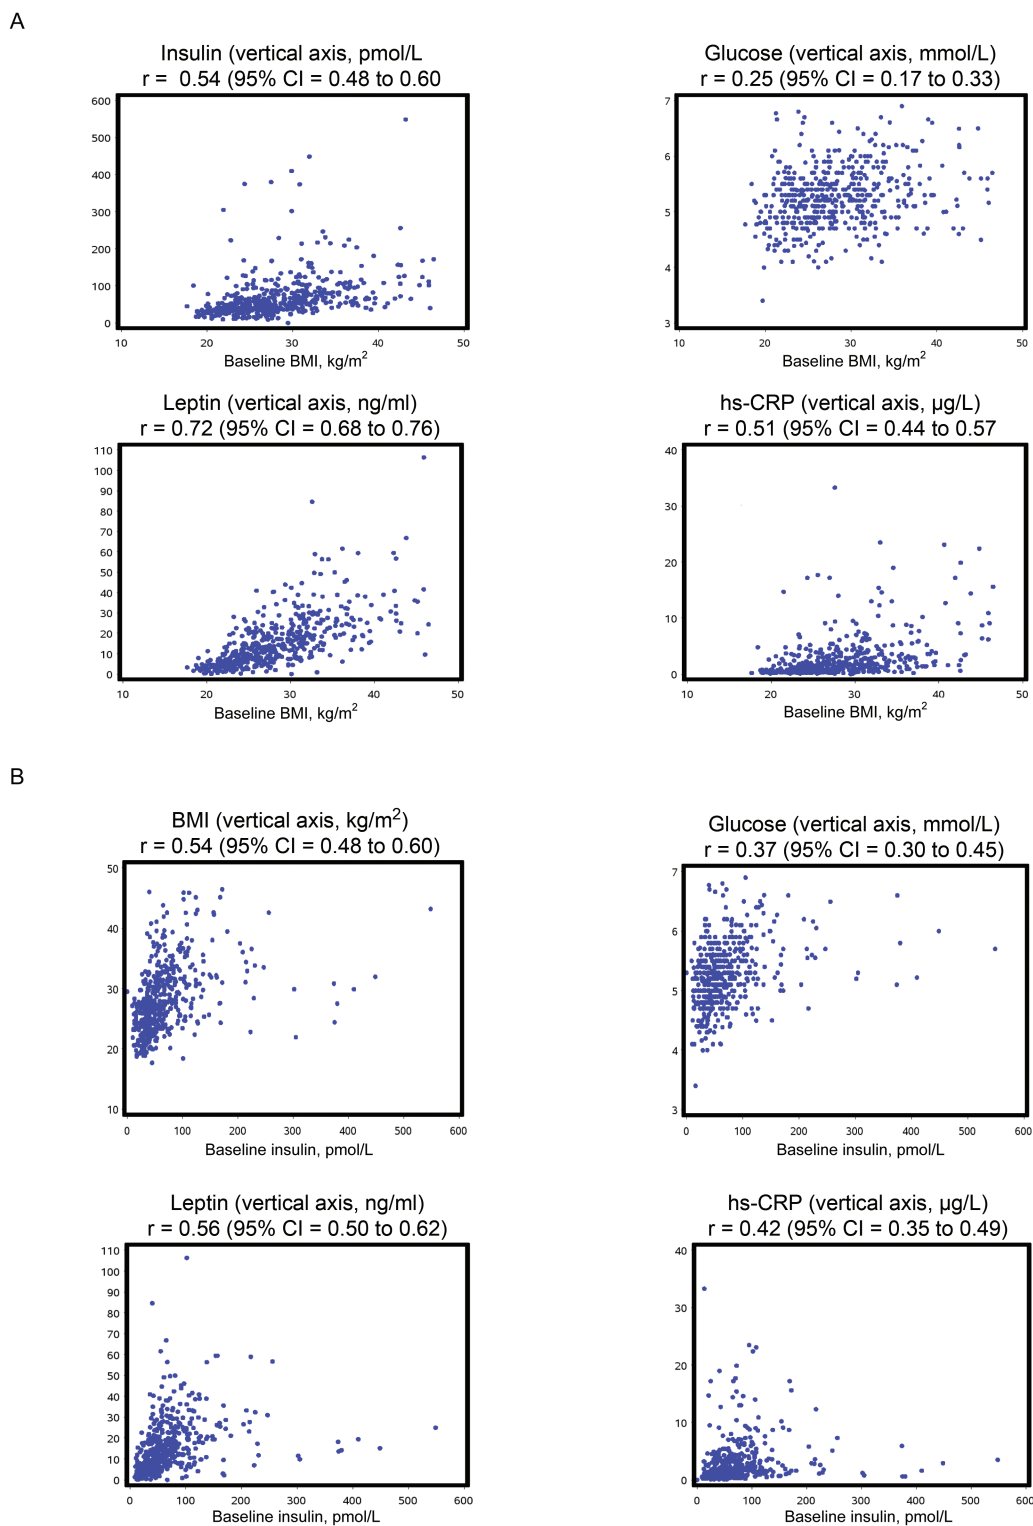 A
Insulin (vertical axis, pmol/L
r =  0.54 (95% CI = 0.48 to 0.60
600
500
400
300
200
100
0
10 20 30 40 50
Baseline BMI, kg/m²
Glucose (vertical axis, mmol/L)
r = 0.25 (95% CI = 0.17 to 0.33)
7
6
5
4
3
10 20 30 40 50
Baseline BMI, kg/m²
Leptin (vertical axis, ng/ml)
r = 0.72 (95% CI = 0.68 to 0.76)
110
100
90
80
70
60
50
40
30
20
10
0
10 20 30 40 50
Baseline BMI, kg/m²
hs-CRP (vertical axis, µg/L)
r = 0.51 (95% CI = 0.44 to 0.57
40
30
20
10
0
10 20 30 40 50
Baseline BMI, kg/m²
B
BMI (vertical axis, kg/m²)
r = 0.54 (95% CI = 0.48 to 0.60)
50
40
30
20
10
0 100 200 300 400 500 600
Baseline insulin, pmol/L
Glucose (vertical axis, mmol/L)
r = 0.37 (95% CI = 0.30 to 0.45)
7
6
5
4
3
0 100 200 300 400 500 600
Baseline insulin, pmol/L
Leptin (vertical axis, ng/ml)
r = 0.56 (95% CI = 0.50 to 0.62)
110
100
90
80
70
60
50
40
30
20
10
0
0 100 200 300 400 500 600
Baseline insulin, pmol/L
hs-CRP (vertical axis, µg/L)
r = 0.42 (95% CI = 0.35 to 0.49)
40
30
20
10
0
0 100 200 300 400 500 600
Baseline insulin, pmol/L